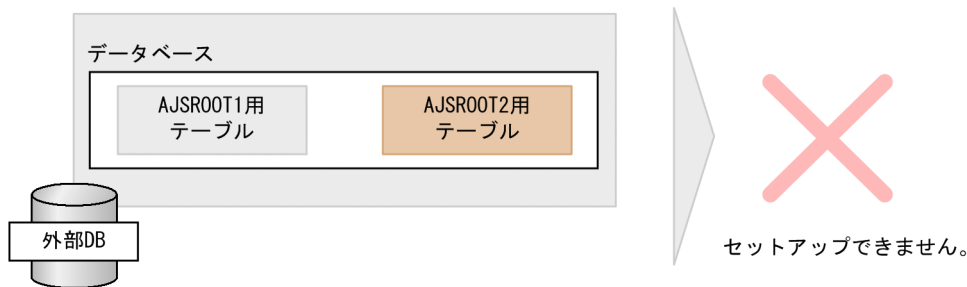 データベース
AJSROOT1用
テーブル
AJSROOT2用
テーブル
外部DB
セットアップできません。